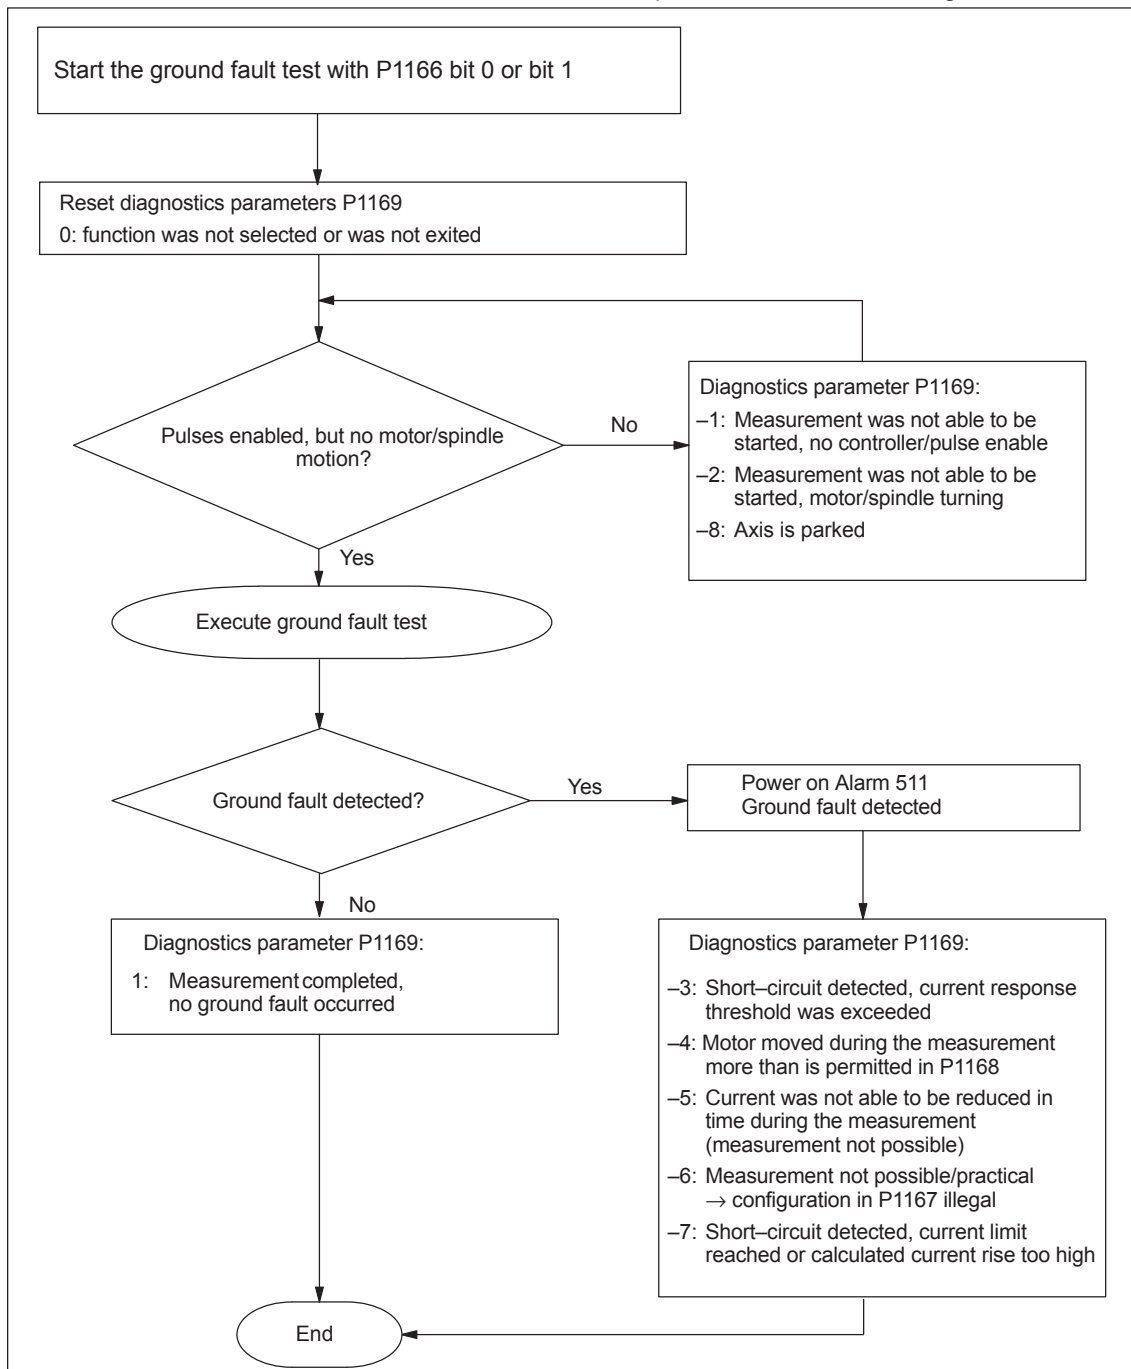 Start the ground fault test with P1166 bit 0 or bit 1
Reset diagnostics parameters P1169
0: function was not selected or was not exited
Pulses enabled, but no motor/spindle
motion?
No
Diagnostics parameter P1169:
–1: Measurement was not able to be
started, no controller/pulse enable
–2: Measurement was not able to be
started, motor/spindle turning
–8: Axis is parked
Yes
Execute ground fault test
Ground fault detected?
Yes
Power on Alarm 511
Ground fault detected
No
Diagnostics parameter P1169:
1: Measurement completed,
no ground fault occurred
Diagnostics parameter P1169:
–3: Short–circuit detected, current response
threshold was exceeded
–4: Motor moved during the measurement
more than is permitted in P1168
–5: Current was not able to be reduced in
time during the measurement
(measurement not possible)
–6: Measurement not possible/practical
→ configuration in P1167 illegal
–7: Short–circuit detected, current limit
reached or calculated current rise too high
End